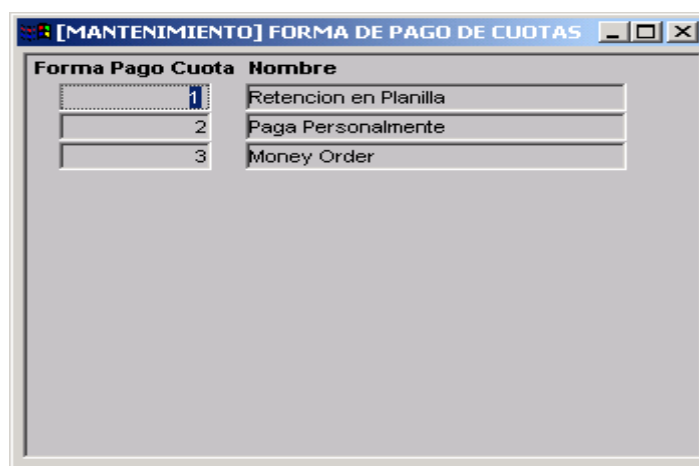 [MANTENIMIENTO] FORMA DE PAGO DE CUOTAS
Forma Pago Cuota Nombre
1 Retencion en Planilla
2 Paga Personalmente
3 Money Order